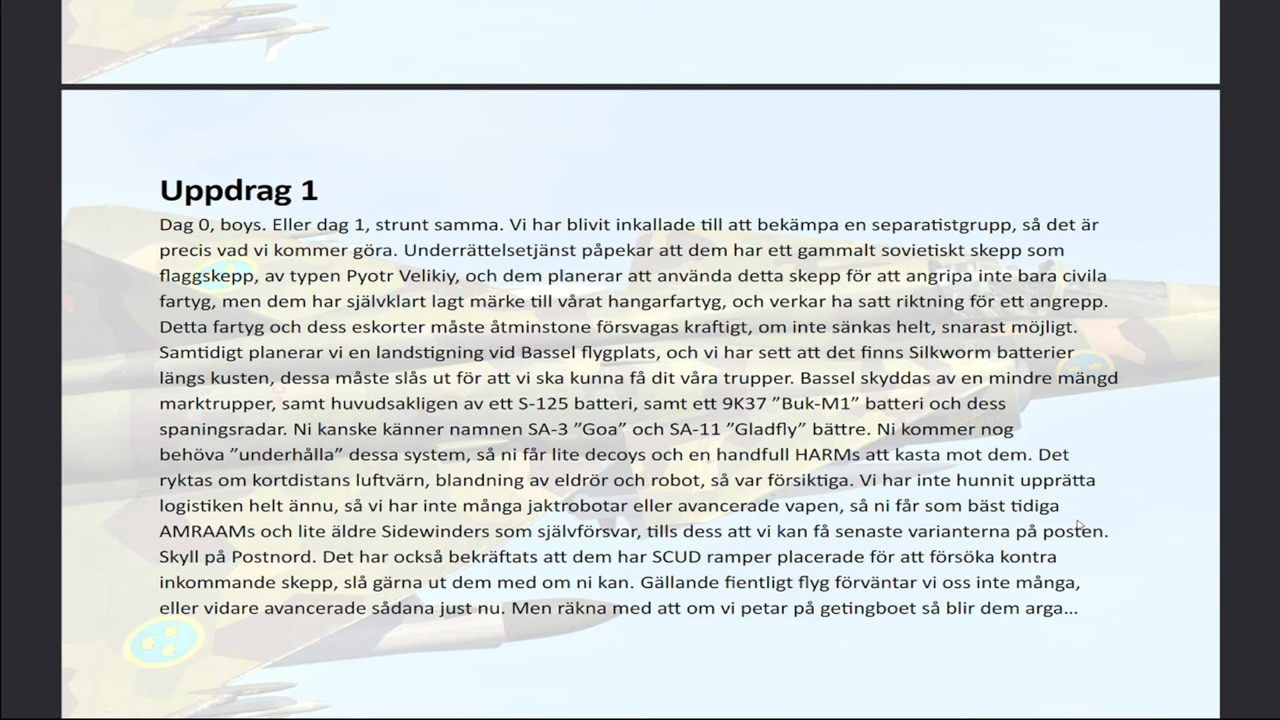 Uppdrag 1
Dag 0, boys. Eller dag 1, strunt samma. Vi har blivit inkallade till att bekämpa en separatistgrupp, så det är
precis vad vi kommer göra. Underrättelsetjänst påpekar att dem har ett gammalt sovietiskt skepp som
flaggskepp, av typen Pyotr Velikiy, och dem planerar att använda detta skepp för att angripa inte bara civila
fartyg, men dem har självklart lagt märke till vårat hangarfartyg, och verkar ha satt riktning för ett angrepp.
Detta fartyg och dess eskorter måste åtminstone försvagas kraftigt, om inte sänkas helt, snarast möjligt.
Samtidigt planerar vi en landstigning vid Bassel flygplats, och vi har sett att det finns Silkworm batterier
längs kusten, dessa måste slås ut för att vi ska kunna få dit våra trupper. Bassel skyddas av en mindre mängd
marktrupper, samt huvudsakligen av ett S-125 batteri, samt ett 9K37 ”Buk-M1” batteri och dess
spaningsradar. Ni kanske känner namnen SA-3 ”Goa” och SA-11 ”Gladfly” bättre. Ni kommer nog
behöva ”underhålla” dessa system, så ni får lite decoys och en handfull HARMs att kasta mot dem. Det
ryktas om kortdistans luftvärn, blandning av eldrör och robot, så var försiktiga. Vi har inte hunnit upprätta
logistiken helt ännu, så vi har inte många jaktrobotar eller avancerade vapen, så ni får som bäst tidiga
AMRAAMs och lite äldre Sidewinders som självförsvar, tills dess att vi kan få senaste varianterna på posten.
Skyll på Postnord. Det har också bekräftats att dem har SCUD ramper placerade för att försöka kontra
inkommande skepp, slå gärna ut dem med om ni kan. Gällande fientligt flyg förväntar vi oss inte många,
eller vidare avancerade sådana just nu. Men räkna med att om vi petar på getingboet så blir dem arga...